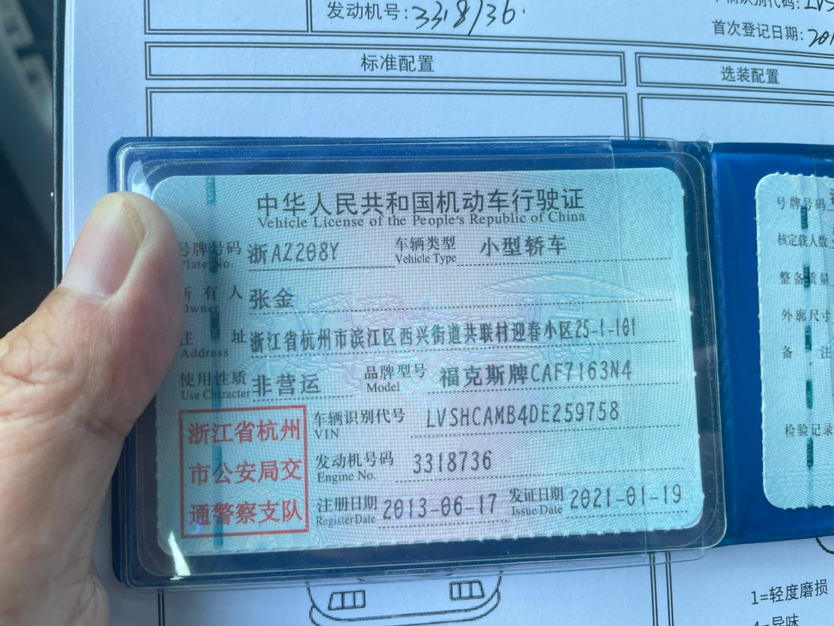 发动机号:3318736.
识别代码:LVS
首次登记日期:201
标准配置
选装配置
中华人民共和国机动车行驶证
Vehicle License of the People's Republic of China
号牌号码 浙AZ208Y 车辆类型 小型轿车
Plate No. Vehicle Type
所有人 张金
Owner
住址 浙江省杭州市滨江区西兴街道共联村迎春小区25-1-101
Address
使用性质 非营运 品牌型号 福克斯牌CAF7163N4
Use Character Model
浙江省杭州
市公安局交
通警察支队
车辆识别代号 LVSHCAMB4DE259758
VIN
发动机号码 3318736
Engine No.
注册日期 2013-06-17 发证日期 2021-01-19
Register Date Issue Date
号牌号码
核定载人数
整备质量
外廓尺寸
备 注
检验记录
1=轻度磨损
4=异味